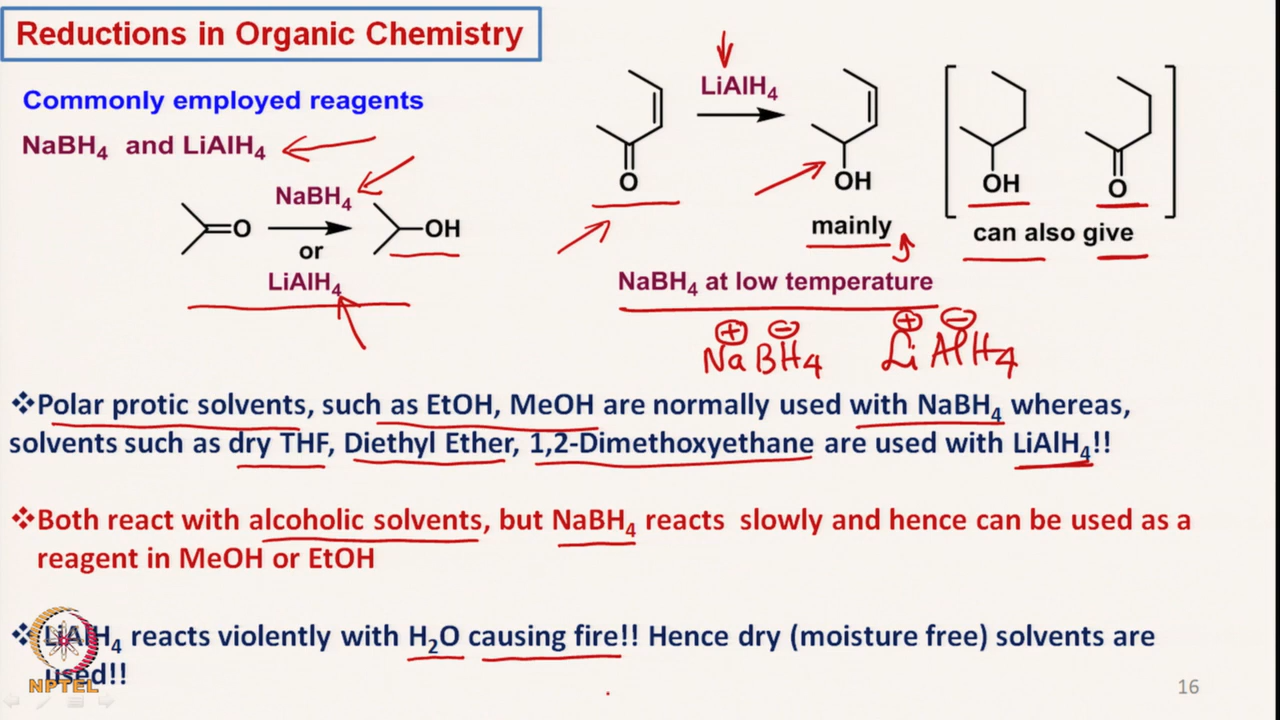 Reductions in Organic Chemistry
Commonly employed reagents
NaBH₄ and LiAlH₄
NaBH₄
O
OH
or
LiAlH₄
LiAlH₄
O
OH
OH
O
mainly
can also give
NaBH₄ at low temperature
Na⊕ BH₄⊖ Li⊕ AlH₄⊖
❖Polar protic solvents, such as EtOH, MeOH are normally used with NaBH₄ whereas,
solvents such as dry THF, Diethyl Ether, 1,2-Dimethoxyethane are used with LiAlH₄!!
❖Both react with alcoholic solvents, but NaBH₄ reacts slowly and hence can be used as a
reagent in MeOH or EtOH
❖LiAlH₄ reacts violently with H₂O causing fire!! Hence dry (moisture free) solvents are
used!!
NPTEL
16